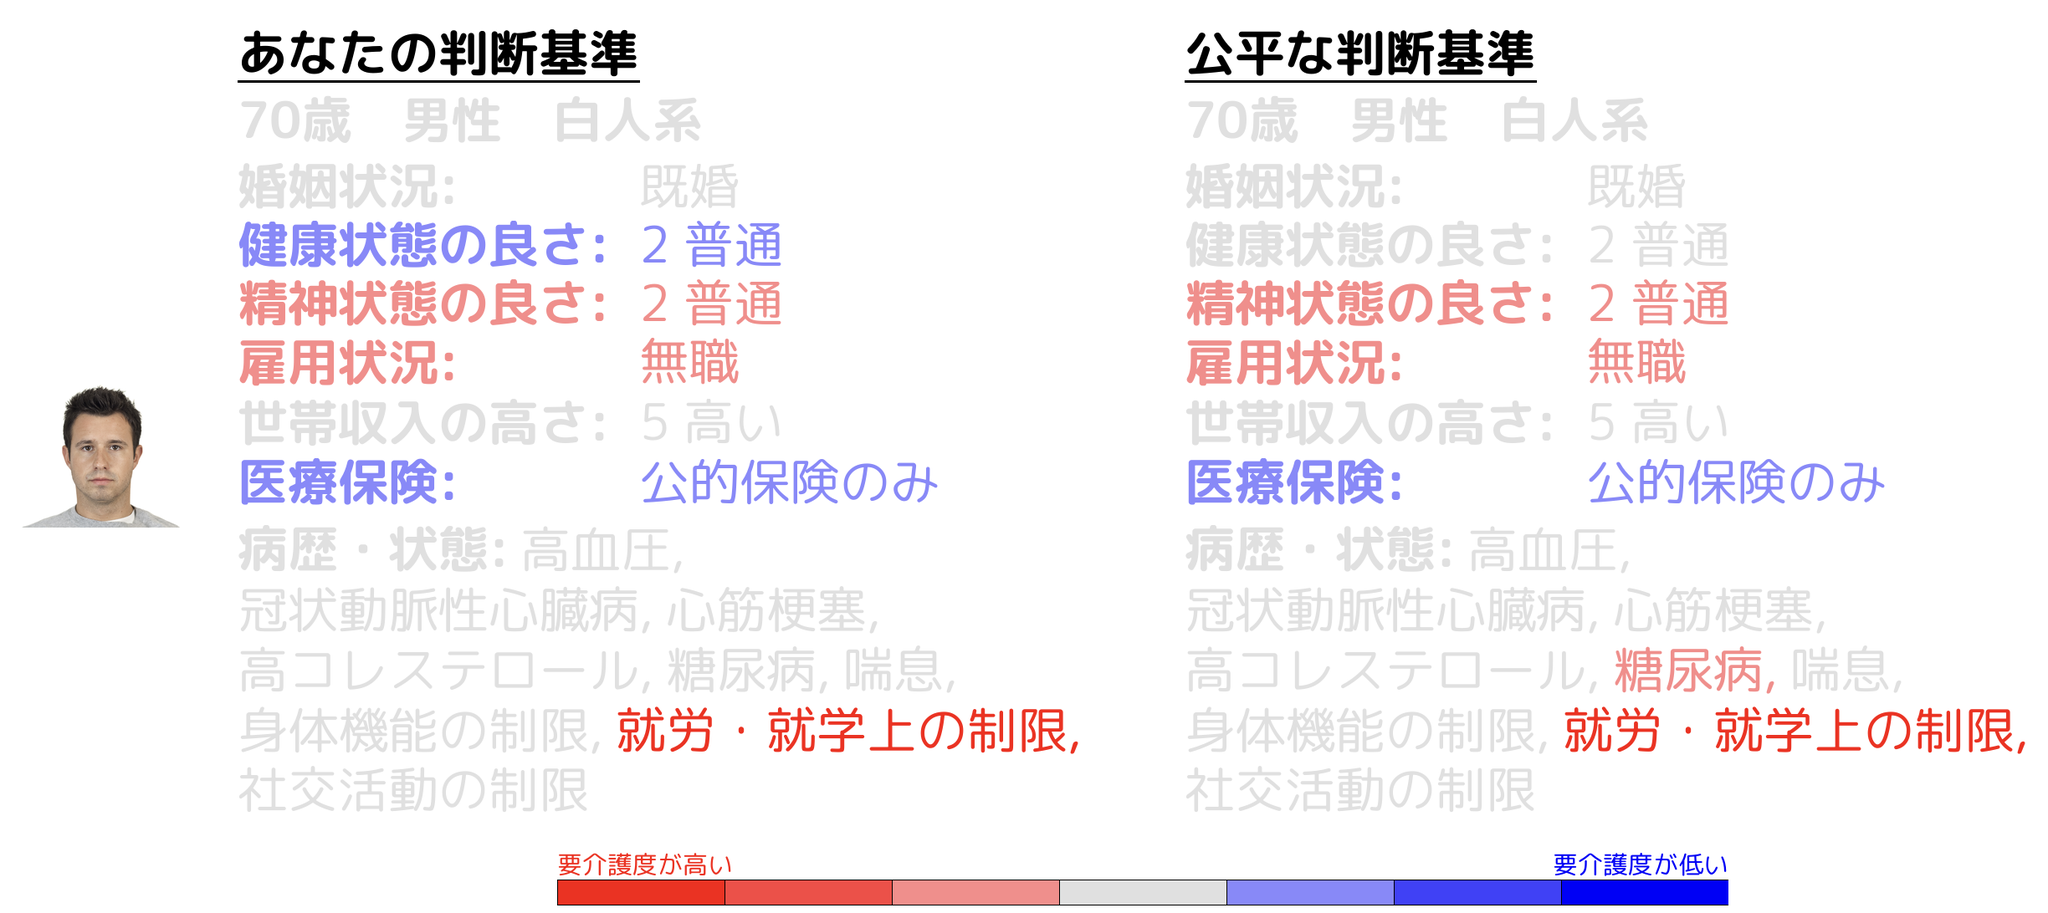 あなたの判断基準
70歳　男性　白人系
婚姻状況: 既婚
健康状態の良さ: 2 普通
精神状態の良さ: 2 普通
雇用状況: 無職
世帯収入の高さ: 5 高い
医療保険: 公的保険のみ
病歴・状態: 高血圧,
冠状動脈性心臓病, 心筋梗塞,
高コレステロール, 糖尿病, 喘息,
身体機能の制限, 就労・就学上の制限,
社交活動の制限
公平な判断基準
70歳　男性　白人系
婚姻状況: 既婚
健康状態の良さ: 2 普通
精神状態の良さ: 2 普通
雇用状況: 無職
世帯収入の高さ: 5 高い
医療保険: 公的保険のみ
病歴・状態: 高血圧,
冠状動脈性心臓病, 心筋梗塞,
高コレステロール, 糖尿病, 喘息,
身体機能の制限, 就労・就学上の制限,
社交活動の制限
要介護度が高い
要介護度が低い